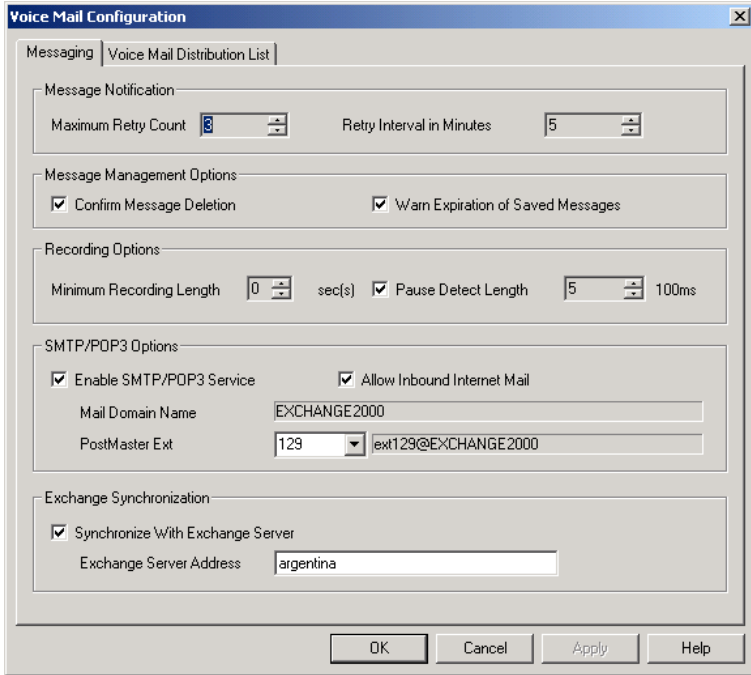 Voice Mail Configuration
Messaging Voice Mail Distribution List
Message Notification
Maximum Retry Count 3 Retry Interval in Minutes 5
Message Management Options
Confirm Message Deletion Warn Expiration of Saved Messages
Recording Options
Minimum Recording Length 0 sec(s) Pause Detect Length 5 100ms
SMTP/POP3 Options
Enable SMTP/POP3 Service Allow Inbound Internet Mail
Mail Domain Name EXCHANGE2000
PostMaster Ext 129 ext129@EXCHANGE2000
Exchange Synchronization
Synchronize With Exchange Server
Exchange Server Address argentina
OK Cancel Apply Help